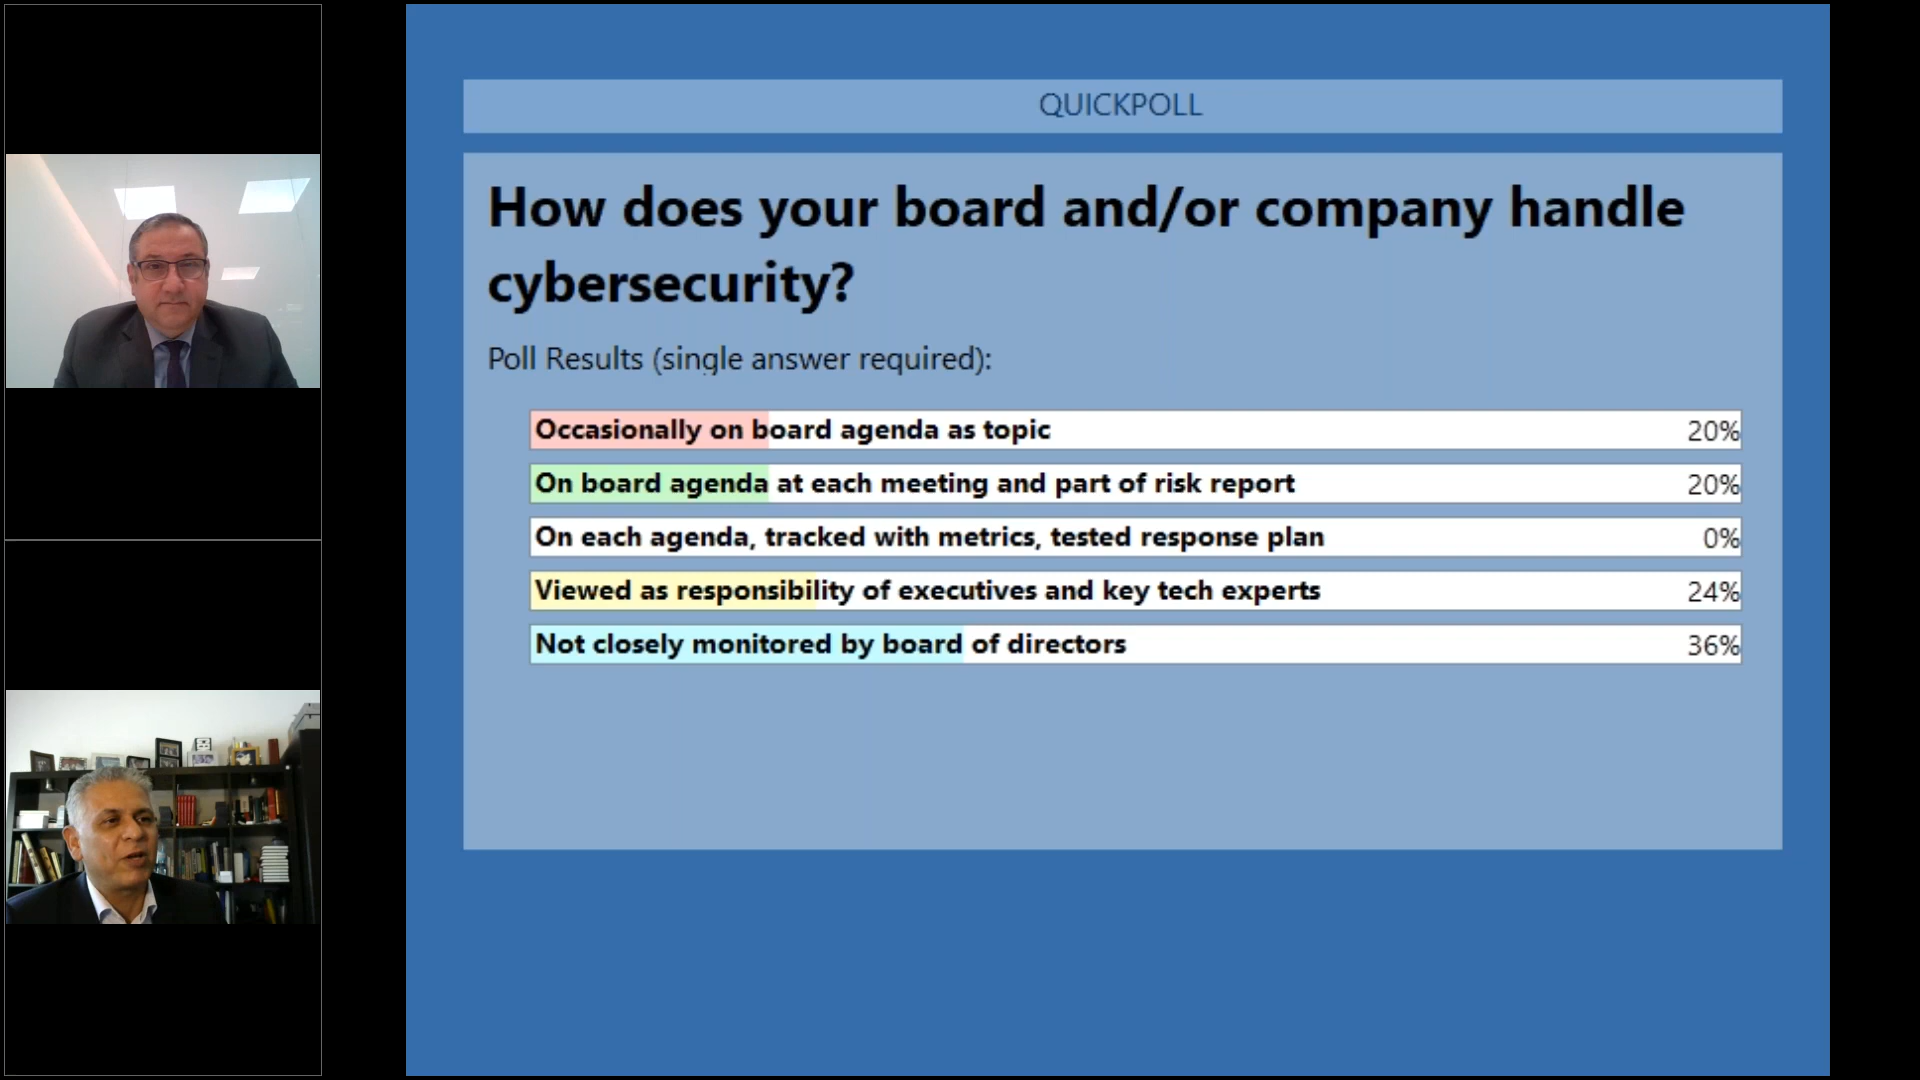 QUICKPOLL
How does your board and/or company handle
cybersecurity?
Poll Results (single answer required):
Occasionally on board agenda as topic 20%
On board agenda at each meeting and part of risk report 20%
On each agenda, tracked with metrics, tested response plan 0%
Viewed as responsibility of executives and key tech experts 24%
Not closely monitored by board of directors 36%